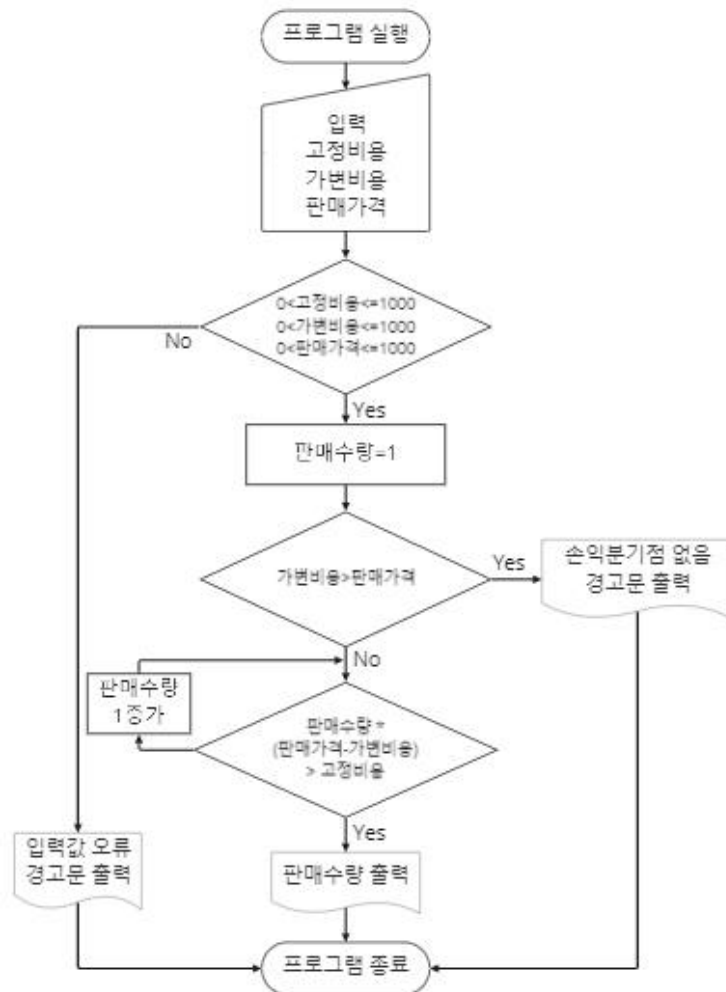 프로그램 실행
입력
고정비용
가변비용
판매가격
0<고정비용<=1000
0<가변비용<=1000
0<판매가격<=1000
No
Yes
판매수량=1
가변비용>판매가격
Yes
손익분기점 없음
경고문 출력
No
판매수량
1증가
판매수량 *
(판매가격-가변비용)
> 고정비용
Yes
입력값 오류
경고문 출력
판매수량 출력
프로그램 종료